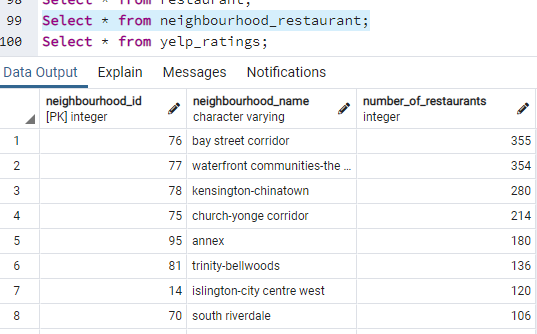 98 Select * from restaurant;
99 Select * from neighbourhood_restaurant;
100 Select * from yelp_ratings;
Data Output Explain Messages Notifications
neighbourhood_id neighbourhood_name number_of_restaurants
[PK] integer character varying integer
1 76 bay street corridor 355
2 77 waterfront communities-the ... 354
3 78 kensington-chinatown 280
4 75 church-yonge corridor 214
5 95 annex 180
6 81 trinity-bellwoods 136
7 14 islington-city centre west 120
8 70 south riverdale 106